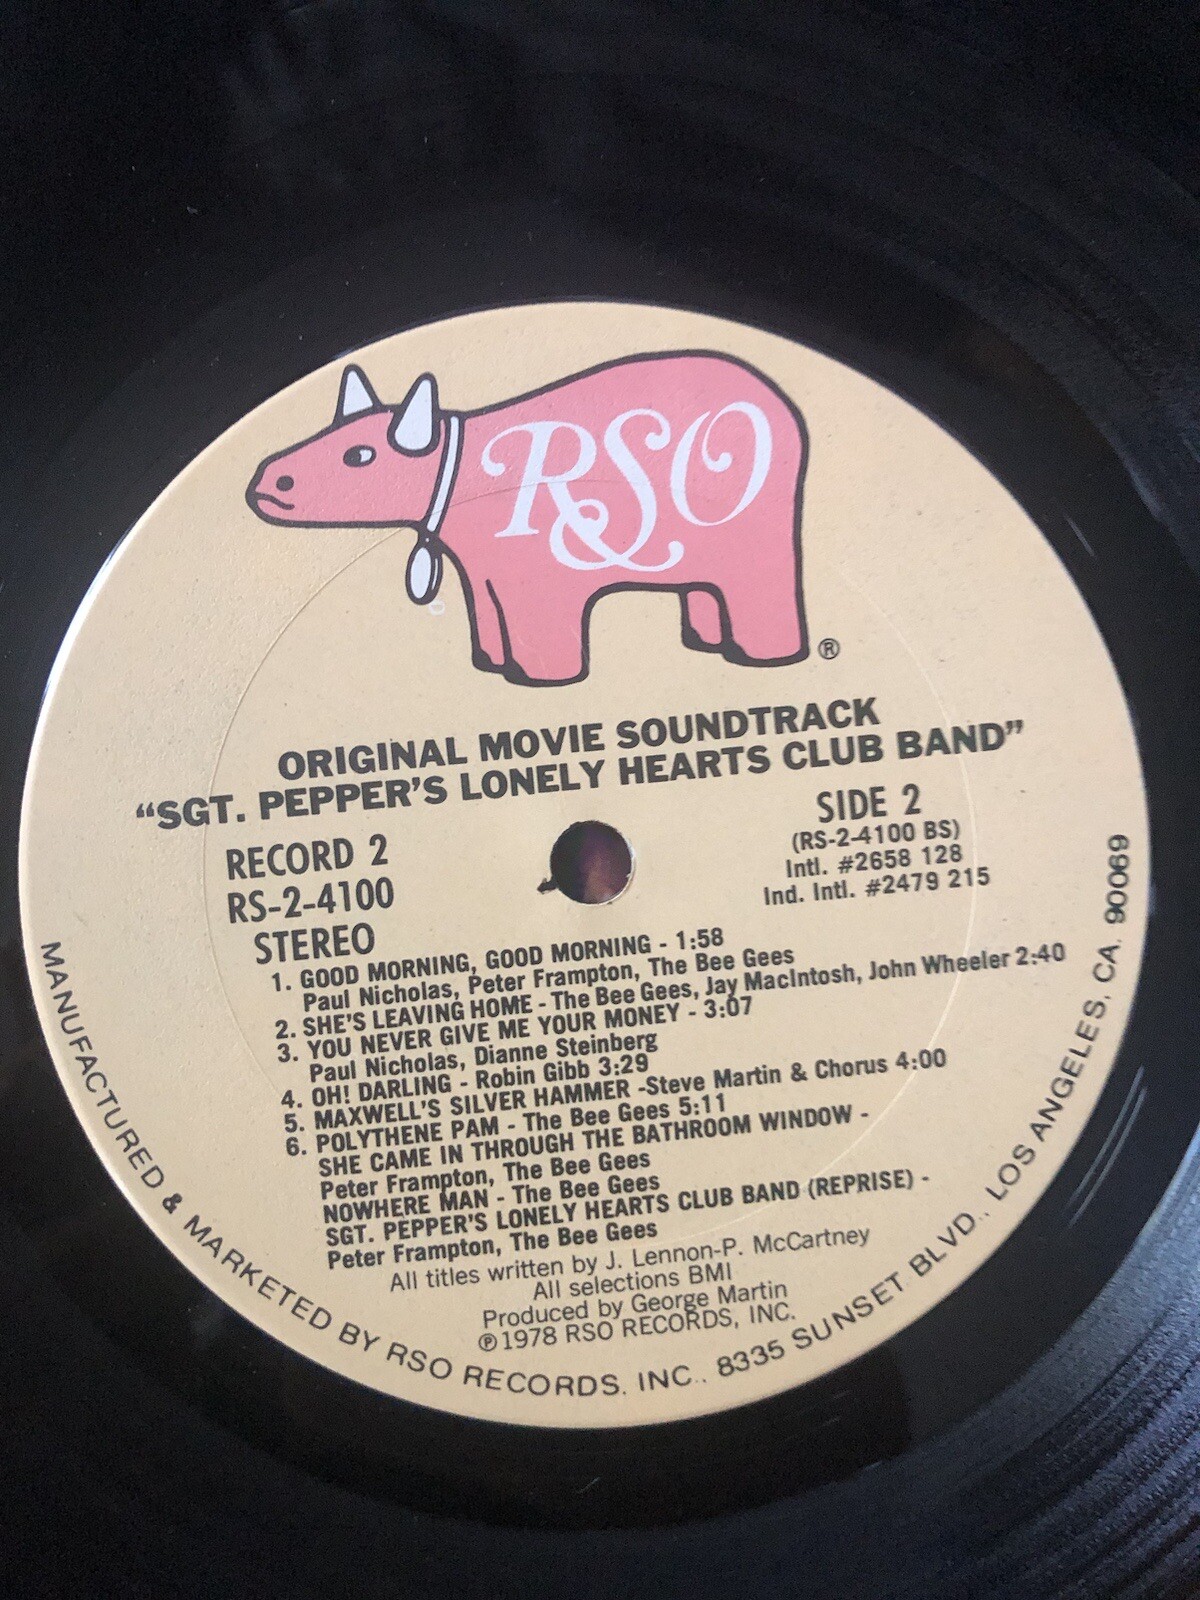 RSO
®
ORIGINAL MOVIE SOUNDTRACK
“SGT. PEPPER’S LONELY HEARTS CLUB BAND”
RECORD 2
RS-2-4100
STEREO
SIDE 2
(RS-2-4100 BS)
Intl. #2658 128
Ind. Intl. #2479 215
1. GOOD MORNING, GOOD MORNING - 1:58
Paul Nicholas, Peter Frampton, The Bee Gees
2. SHE'S LEAVING HOME - The Bee Gees, Jay MacIntosh, John Wheeler 2:40
3. YOU NEVER GIVE ME YOUR MONEY - 3:07
Paul Nicholas, Dianne Steinberg
4. OH! DARLING - Robin Gibb 3:29
5. MAXWELL'S SILVER HAMMER -Steve Martin & Chorus 4:00
6. POLYTHENE PAM - The Bee Gees 5:11
SHE CAME IN THROUGH THE BATHROOM WINDOW -
Peter Frampton, The Bee Gees
NOWHERE MAN - The Bee Gees
SGT. PEPPER'S LONELY HEARTS CLUB BAND (REPRISE) -
Peter Frampton, The Bee Gees
All titles written by J. Lennon-P. McCartney
All selections BMI
Produced by George Martin
℗1978 RSO RECORDS, INC.
MANUFACTURED & MARKETED BY RSO RECORDS, INC., 8335 SUNSET BLVD., LOS ANGELES, CA. 90069